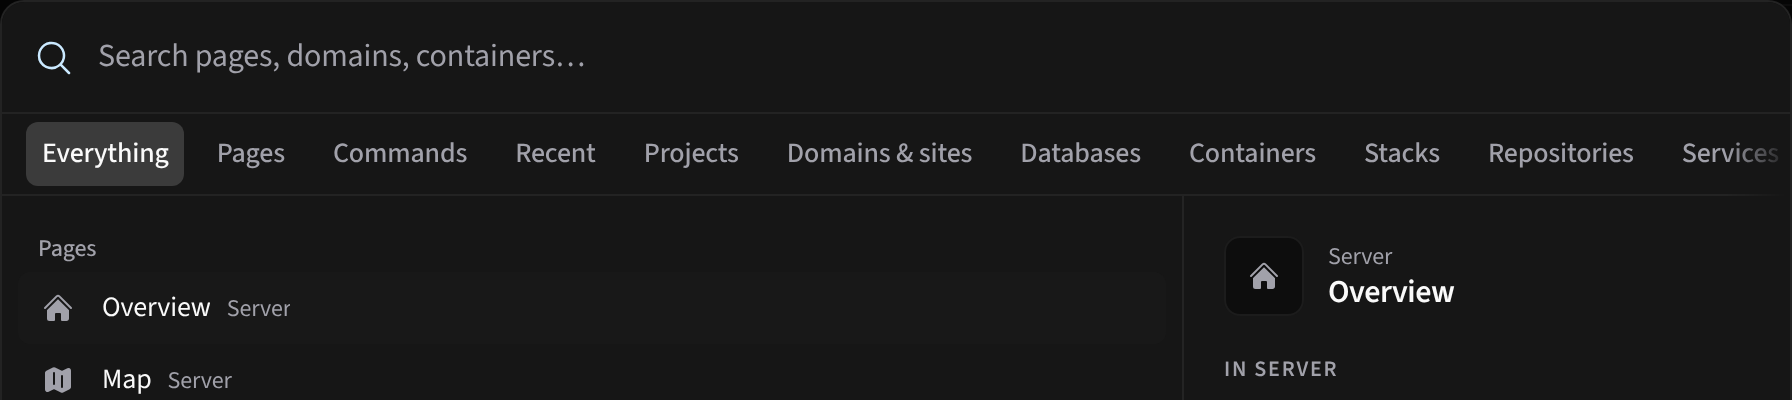 Search pages, domains, containers…
Everything Pages Commands Recent Projects Domains & sites Databases Containers Stacks Repositories Services
Pages
Overview Server
Map Server
Server
Overview
IN SERVER